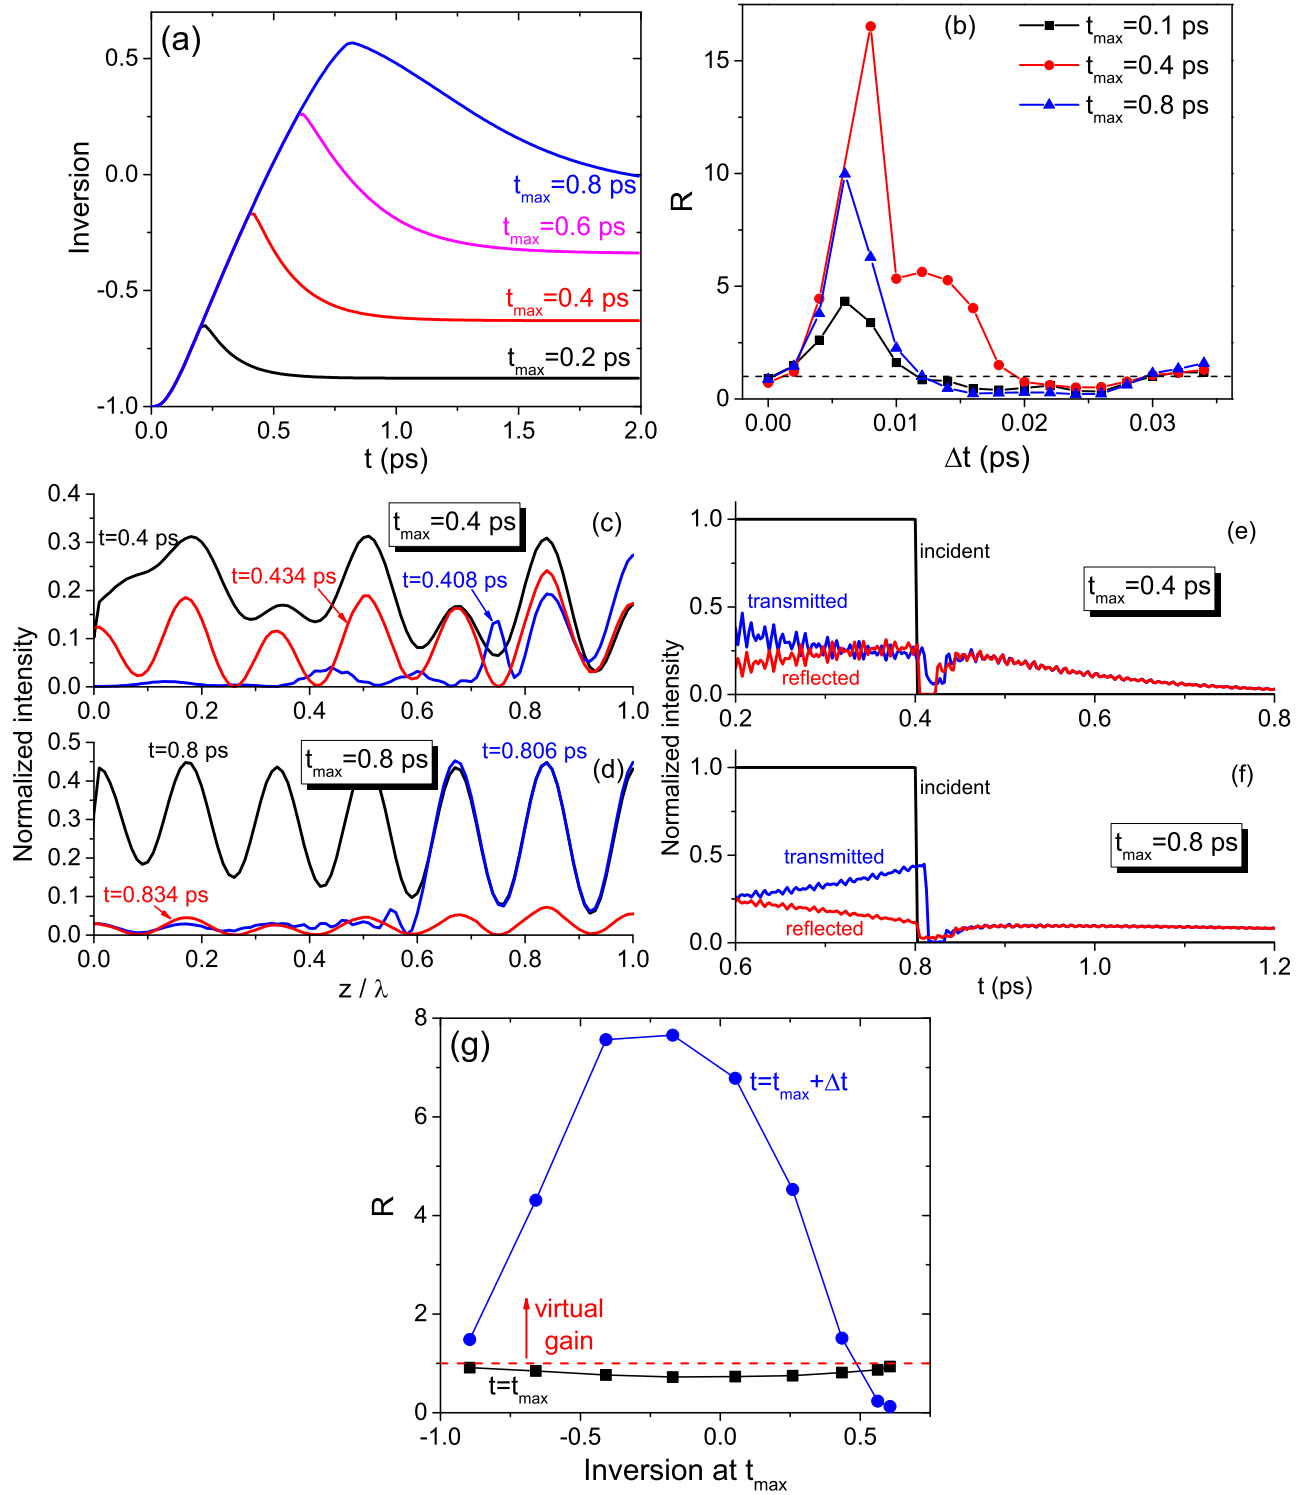 (a)
0.5
0.0
-0.5
-1.0
Inversion
t_max=0.8 ps
t_max=0.6 ps
t_max=0.4 ps
t_max=0.2 ps
0.0 0.5 1.0 1.5 2.0
t (ps)
(b)
t_max=0.1 ps
t_max=0.4 ps
t_max=0.8 ps
15
10
5
0
R
0.00 0.01 0.02 0.03
Δt (ps)
0.4
0.3
0.2
0.1
0.0
t_max=0.4 ps
(c)
t=0.4 ps
t=0.434 ps
t=0.408 ps
0.0 0.2 0.4 0.6 0.8 1.0
Normalized intensity
0.5
0.4
0.3
0.2
0.1
0.0
t=0.8 ps
t_max=0.8 ps
t=0.806 ps
(d)
t=0.834 ps
0.0 0.2 0.4 0.6 0.8 1.0
z / λ
1.0
0.5
0.0
(e)
incident
t_max=0.4 ps
transmitted
reflected
0.2 0.4 0.6 0.8
Normalized intensity
1.0
0.5
0.0
(f)
incident
t_max=0.8 ps
transmitted
reflected
0.6 0.8 1.0 1.2
t (ps)
(g)
8
6
4
2
0
R
t=t_max+Δt
virtual
gain
t=t_max
-1.0 -0.5 0.0 0.5
Inversion at t_max